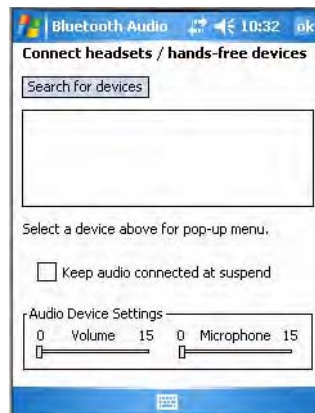 Bluetooth Audio 10:32 ok
Connect headsets / hands-free devices
Search for devices
Select a device above for pop-up menu.
Keep audio connected at suspend
Audio Device Settings
0 Volume 15 0 Microphone 15